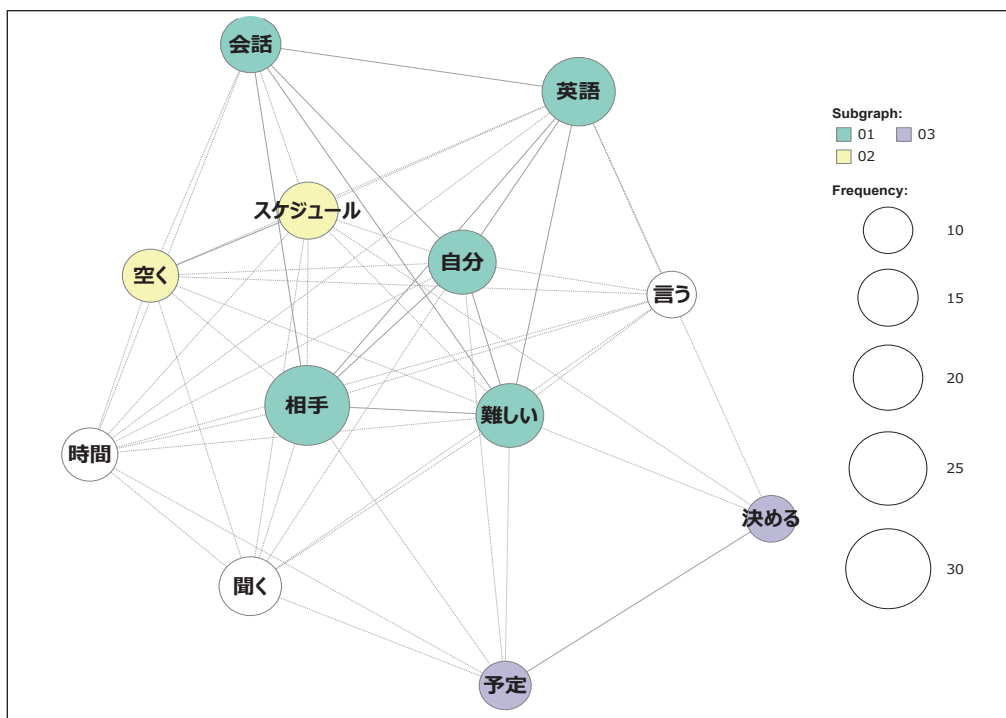 会話
英語
Subgraph:
01 03
02
Frequency:
スケジュール
10
自分
空く
15
言う
20
相手
難しい
時間
25
決める
30
聞く
予定